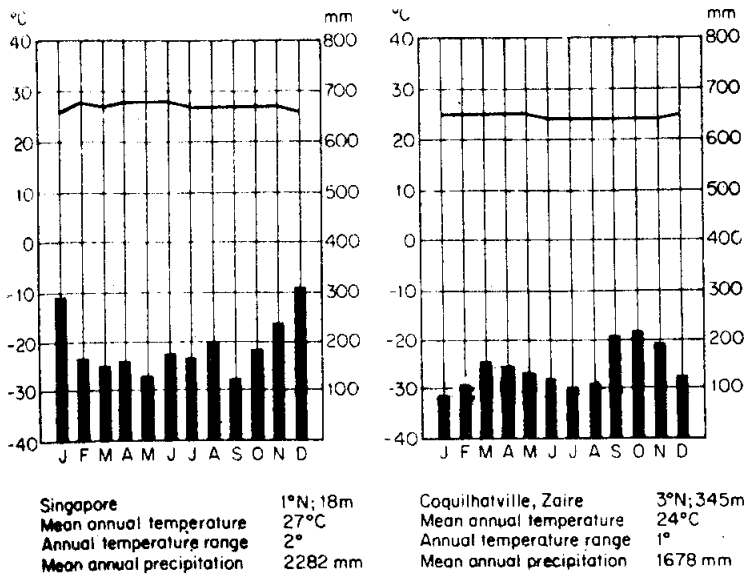 °C mm
40 800
30 700
20 600
10 500
0 400
-10 300
-20 200
-30 100
-40
J F M A M J J A S O N D
Singapore 1°N; 18m
Mean annual temperature 27°C
Annual temperature range 2°
Mean annual precipitation 2282 mm
°C mm
40 800
30 700
20 600
10 500
0 400
-10 300
-20 200
-30 100
-40
J F M A M J J A S O N D
Coquilhatville, Zaire 3°N; 345m
Mean annual temperature 24°C
Annual temperature range 1°
Mean annual precipitation 1678 mm